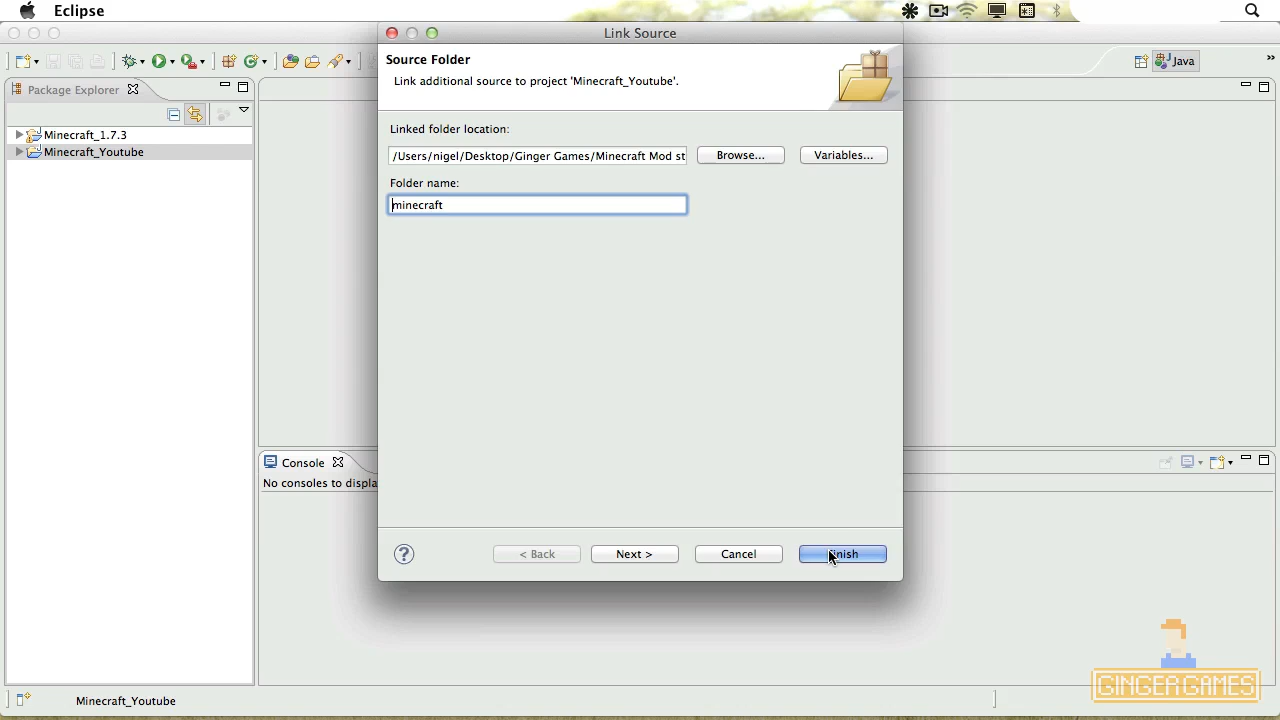 Eclipse
Link Source
Source Folder
Link additional source to project 'Minecraft_Youtube'.
Java
Package Explorer
Minecraft_1.7.3
Minecraft_Youtube
Linked folder location:
/Users/nigel/Desktop/Ginger Games/Minecraft Mod st
Browse...
Variables...
Folder name:
minecraft
Console
No consoles to displa
< Back
Next >
Cancel
Minecraft_Youtube
GINGER GAMES